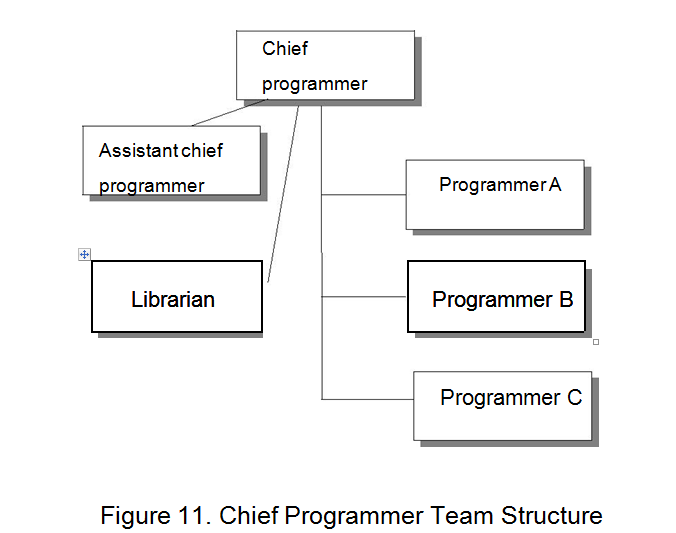 Chief
programmer
Assistant chief
programmer
Programmer A
Librarian
Programmer B
Programmer C
Figure 11. Chief Programmer Team Structure